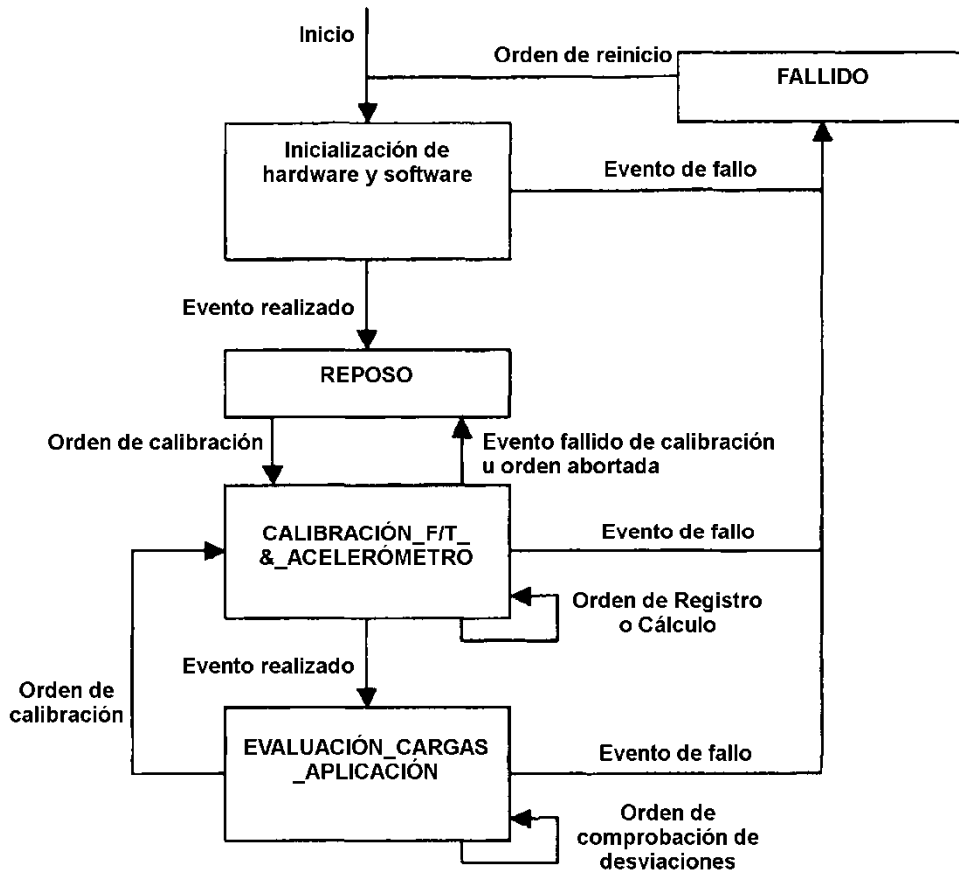 Inicio
Orden de reinicio
FALLIDO
Inicialización de
hardware y software
Evento de fallo
Evento realizado
REPOSO
Orden de calibración
Evento fallido de calibración
u orden abortada
CALIBRACIÓN_F/T_
&_ACELERÓMETRO
Evento de fallo
Orden de Registro
o Cálculo
Evento realizado
Orden de
calibración
EVALUACIÓN_CARGAS
_APLICACIÓN
Evento de fallo
Orden de
comprobación de
desviaciones